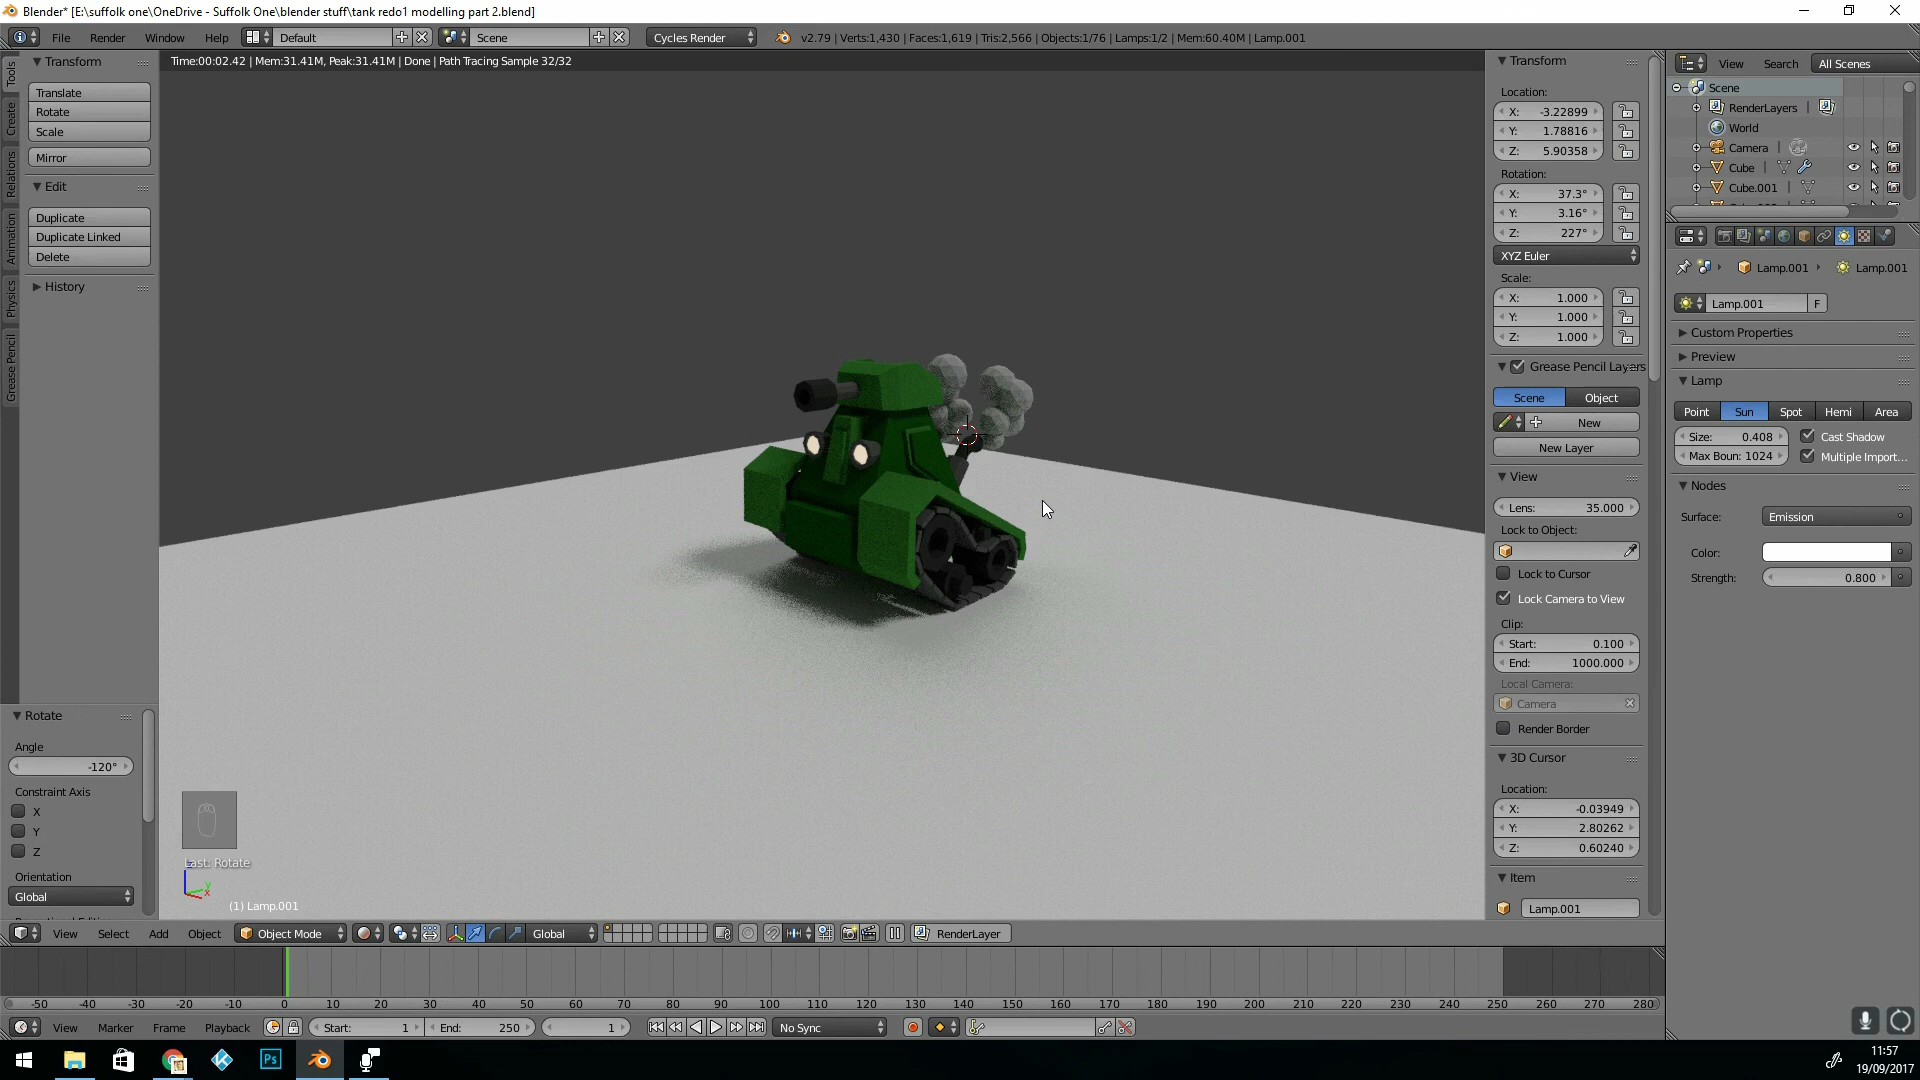 Blender* [E:\suffolk one\OneDrive - Suffolk One\blender stuff\tank redo1 modelling part 2.blend]
File Render Window Help Default Scene Cycles Render v2.79 | Verts:1,430 | Faces:1,619 | Tris:2,566 | Objects:1/76 | Lamps:1/2 | Mem:60.40M | Lamp.001
Time:00:02.42 | Mem:31.41M, Peak:31.41M | Done | Path Tracing Sample 32/32
Tools
Create
Relations
Animation
Physics
Grease Pencil
Transform
Translate
Rotate
Scale
Mirror
Edit
Duplicate
Duplicate Linked
Delete
History
Rotate
Angle
-120°
Constraint Axis
X
Y
Z
Orientation
Global
Last: Rotate
z
y
x
(1) Lamp.001
Transform
Location:
X: -3.22899
Y: 1.78816
Z: 5.90358
Rotation:
X: 37.3°
Y: 3.16°
Z: 227°
XYZ Euler
Scale:
X: 1.000
Y: 1.000
Z: 1.000
Grease Pencil Layers
Scene Object
New
New Layer
View
Lens: 35.000
Lock to Object:
Lock to Cursor
Lock Camera to View
Clip:
Start: 0.100
End: 1000.000
Local Camera:
Camera
Render Border
3D Cursor
Location:
X: -0.03949
Y: 2.80262
Z: 0.60240
Item
Lamp.001
View Search All Scenes
Scene
RenderLayers |
World
Camera |
Cube |
Cube.001 |
Lamp.001 Lamp.001
Lamp.001 F
Custom Properties
Preview
Lamp
Point Sun Spot Hemi Area
Size: 0.408 Cast Shadow
Max Boun: 1024 Multiple Import...
Nodes
Surface: Emission
Color:
Strength: 0.800
View Select Add Object Object Mode Global RenderLayer
-50 -40 -30 -20 -10 0 10 20 30 40 50 60 70 80 90 100 110 120 130 140 150 160 170 180 190 200 210 220 230 240 250 260 270 280
View Marker Frame Playback Start: 1 End: 250 1 No Sync
Ps
11:57
19/09/2017